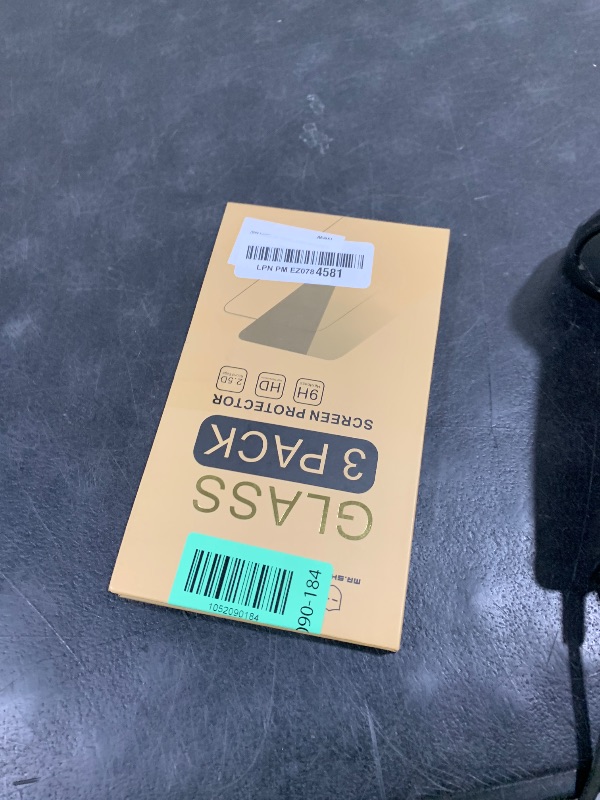 LPN PM EZ078 4581
2.5D
HD
9H
SCREEN PROTECTOR
3 PACK
GLASS
MR.SH
1052090184
090-184